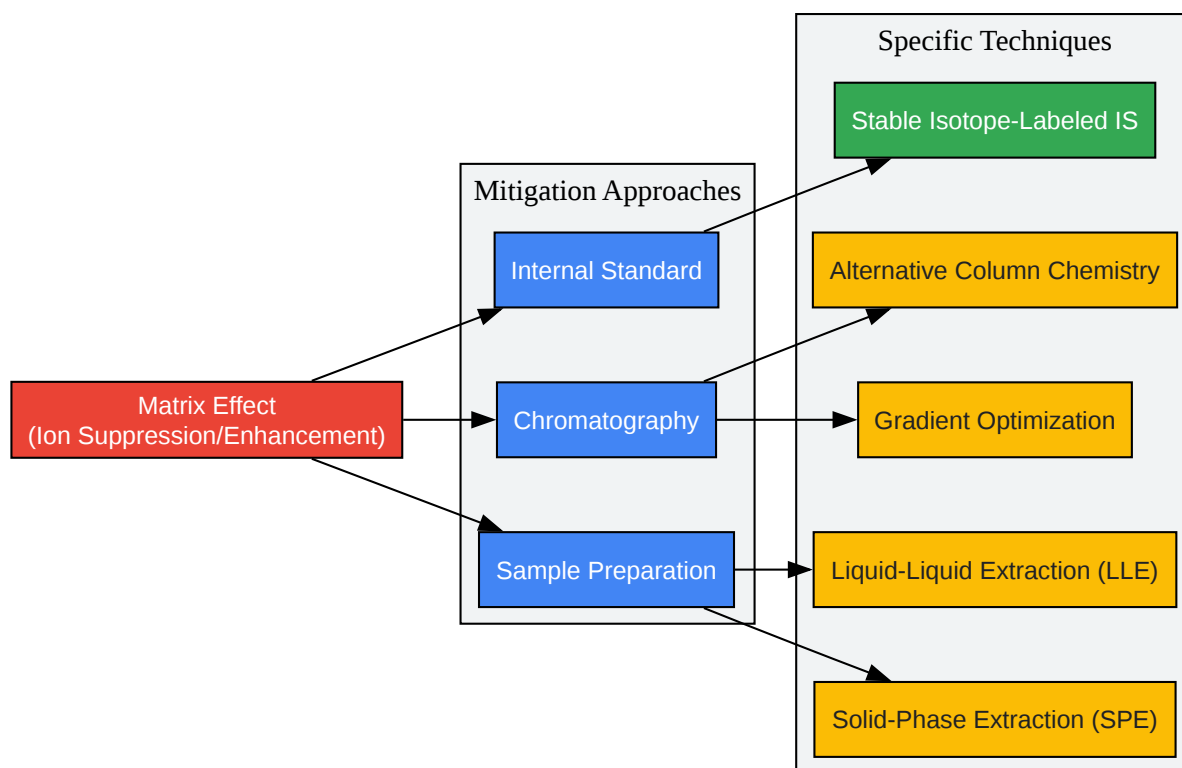 Specific Techniques
Stable Isotope-Labeled IS
Mitigation Approaches
Internal Standard
Alternative Column Chemistry
Matrix Effect
(Ion Suppression/Enhancement)
Chromatography
Gradient Optimization
Sample Preparation
Liquid-Liquid Extraction (LLE)
Solid-Phase Extraction (SPE)